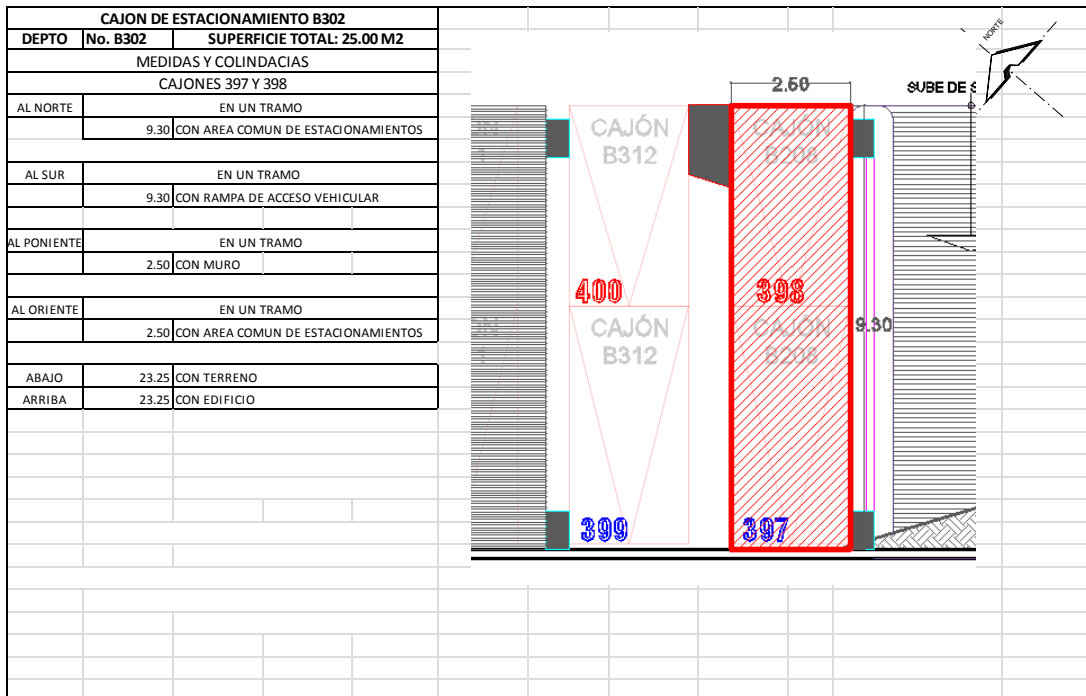 CAJON DE ESTACIONAMIENTO B302
DEPTO No. B302 SUPERFICIE TOTAL: 25.00 M2
MEDIDAS Y COLINDACIAS
CAJONES 397 Y 398
AL NORTE EN UN TRAMO
9.30 CON AREA COMUN DE ESTACIONAMIENTOS
AL SUR EN UN TRAMO
9.30 CON RAMPA DE ACCESO VEHICULAR
AL PONIENTE EN UN TRAMO
2.50 CON MURO
AL ORIENTE EN UN TRAMO
2.50 CON AREA COMUN DE ESTACIONAMIENTOS
ABAJO 23.25 CON TERRENO
ARRIBA 23.25 CON EDIFICIO
NORTE
2.50
SUBE DE
CAJÓN
B312
CAJÓN
B208
400
398
CAJÓN
B312
CAJÓN
B208
9.30
399
397